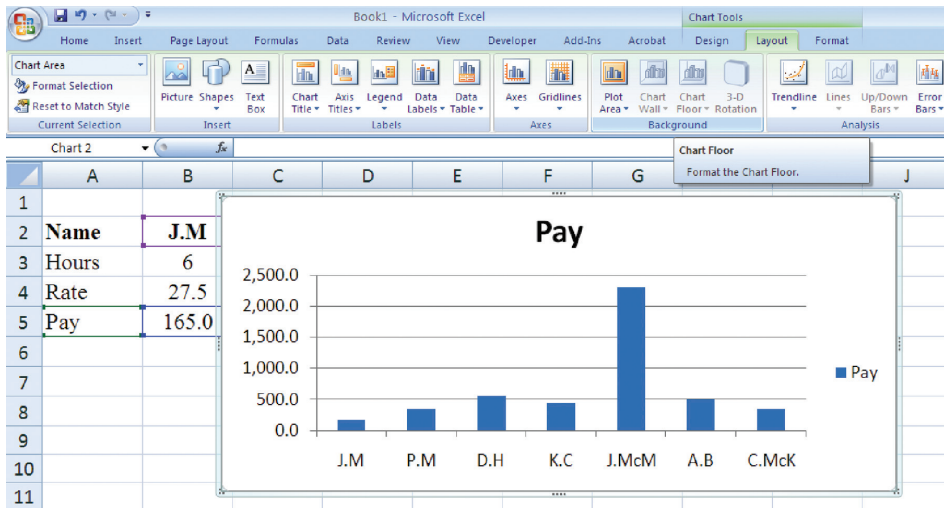 Book1 - Microsoft Excel
Chart Tools
Home Insert Page Layout Formulas Data Review View Developer Add-Ins Acrobat Design Layout Format
Chart Area
Format Selection
Reset to Match Style
Current Selection
Picture Shapes Text Box
Insert
Chart Title Axis Titles Legend Data Labels Data Table
Labels
Axes Gridlines
Axes
Plot Area Chart Wall Chart Floor 3-D Rotation
Background
Trendline Lines Up/Down Bars Error Bars
Analysis
Chart 2 fx
Chart Floor
Format the Chart Floor.
A B C D E F G J
1
2 Name J.M
3 Hours 6
4 Rate 27.5
5 Pay 165.0
6
7
8
9
10
11
Pay
2,500.0
2,000.0
1,500.0
1,000.0
500.0
0.0
J.M P.M D.H K.C J.McM A.B C.McK
Pay